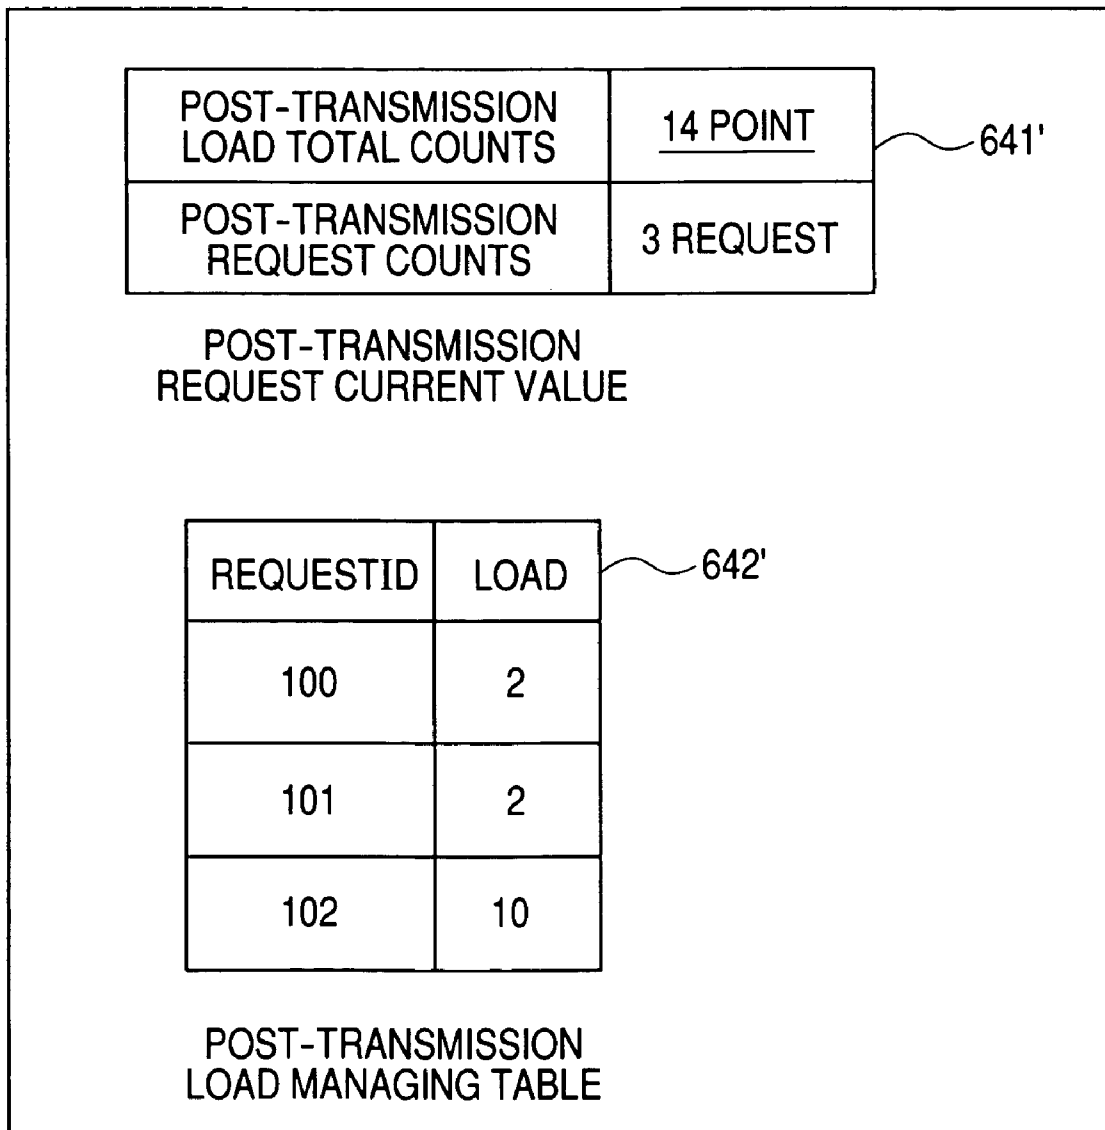 POST-TRANSMISSION
LOAD TOTAL COUNTS
14 POINT
641'
POST-TRANSMISSION
REQUEST COUNTS
3 REQUEST
POST-TRANSMISSION
REQUEST CURRENT VALUE
REQUESTID
LOAD
642'
100
2
101
2
102
10
POST-TRANSMISSION
LOAD MANAGING TABLE